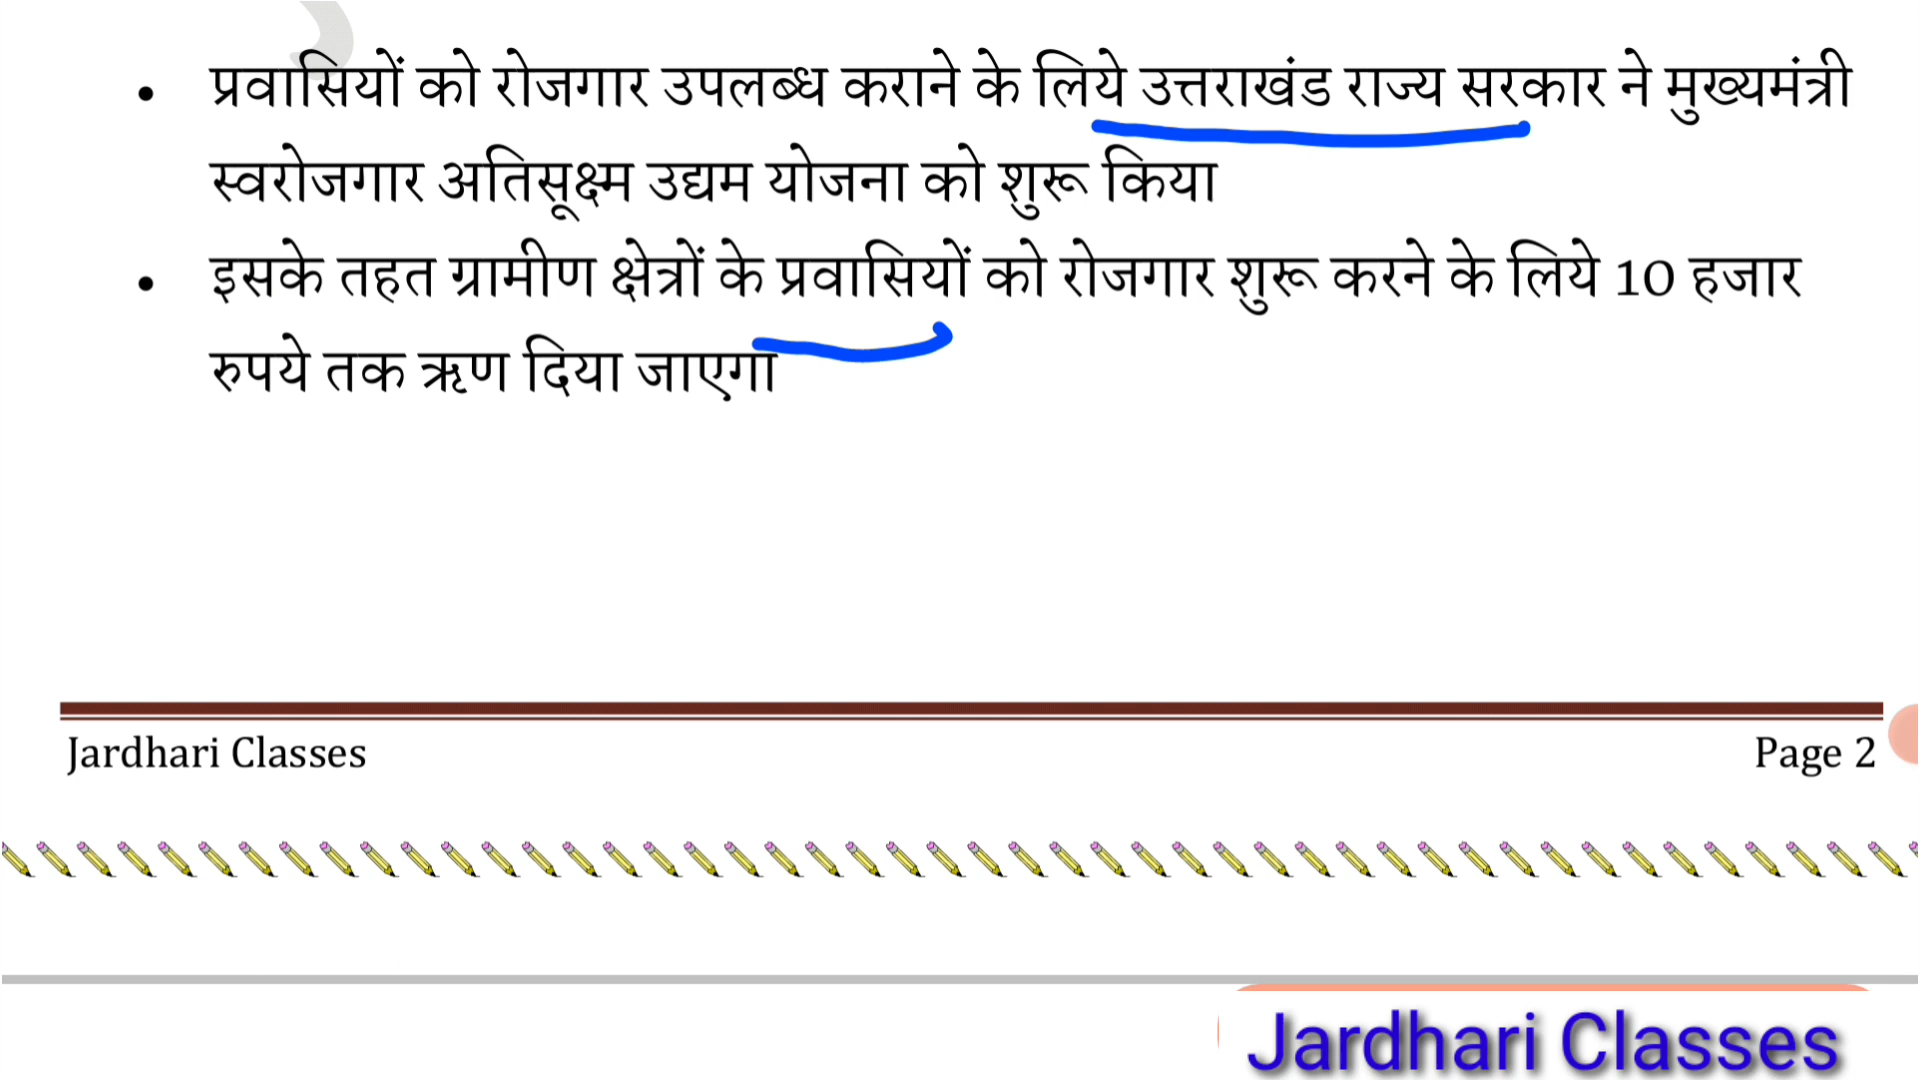 • प्रवासियों को रोजगार उपलब्ध कराने के लिये उत्तराखंड राज्य सरकार ने मुख्यमंत्री
स्वरोजगार अतिसूक्ष्म उद्यम योजना को शुरू किया
• इसके तहत ग्रामीण क्षेत्रों के प्रवासियों को रोजगार शुरू करने के लिये 10 हजार
रुपये तक ऋण दिया जाएगा
Jardhari Classes Page 2
Jardhari Classes